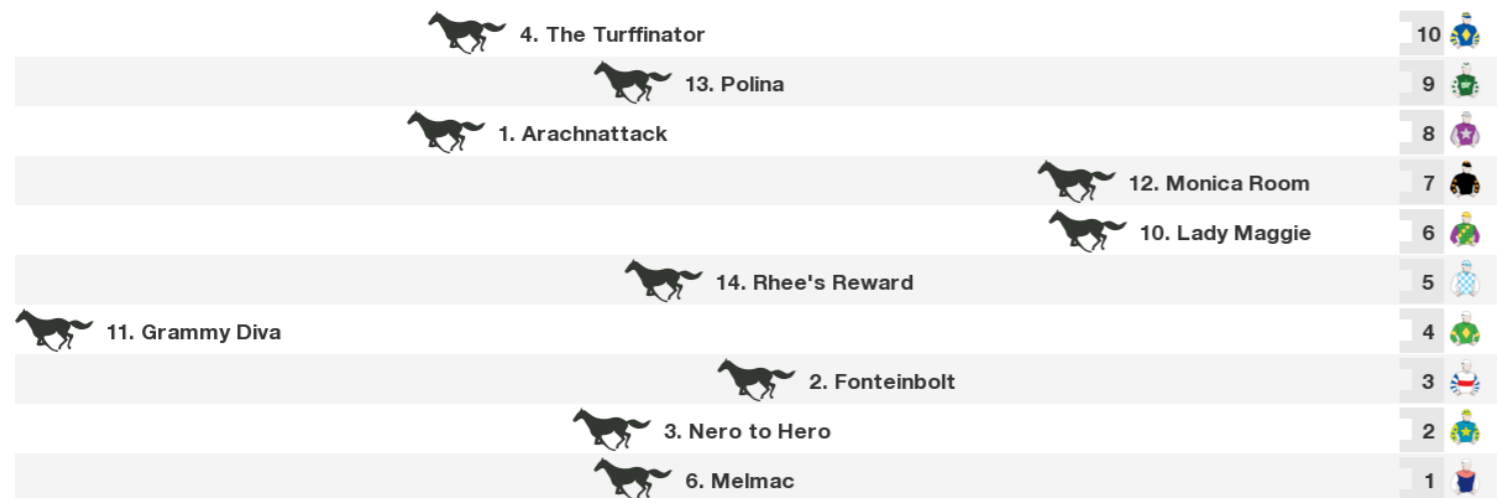 4. The Turffinator 10
13. Polina 9
1. Arachnattack 8
12. Monica Room 7
10. Lady Maggie 6
14. Rhee's Reward 5
11. Grammy Diva 4
2. Fonteinbolt 3
3. Nero to Hero 2
6. Melmac 1